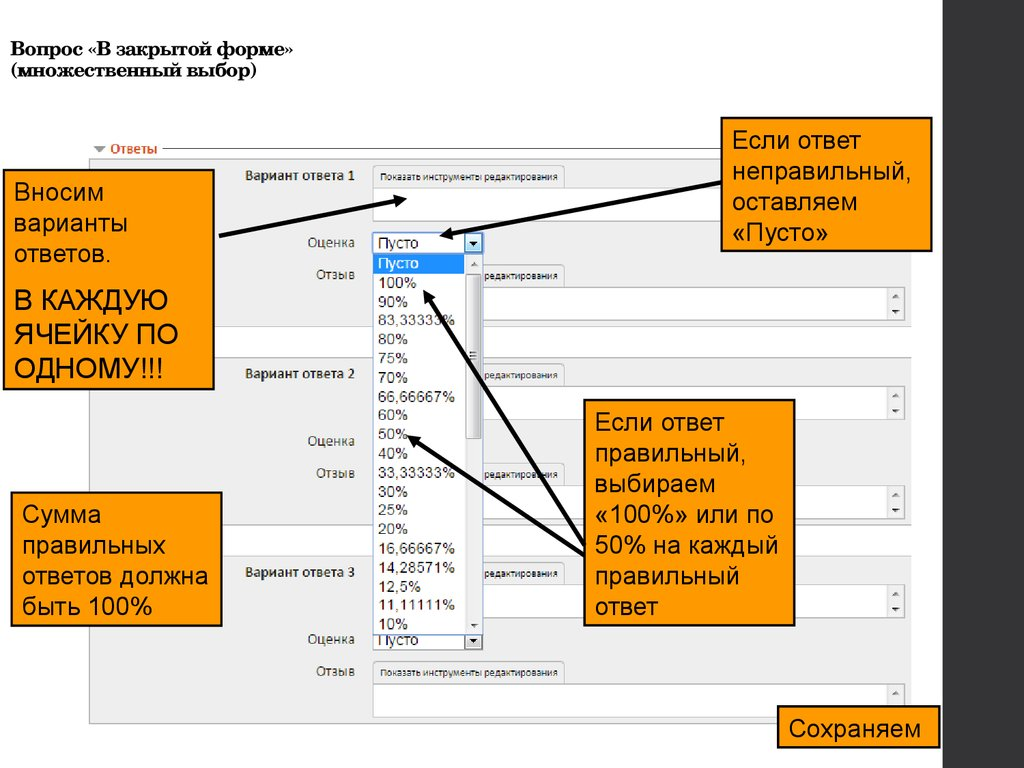 Вопрос «В закрытой форме»
(множественный выбор)
Ответы
Вариант ответа 1
Показать инструменты редактирования
Если ответ
неправильный,
оставляем
«Пусто»
Вносим
варианты
ответов.
В КАЖДУЮ
ЯЧЕЙКУ ПО
ОДНОМУ!!!
Оценка
Пусто
Отзыв
редактирования
Пусто
100%
90%
83,33333%
80%
75%
70%
66,66667%
60%
50%
40%
33,33333%
30%
25%
20%
16,66667%
14,28571%
12,5%
11,11111%
10%
Вариант ответа 2
редактирования
Оценка
Отзыв
редактирования
Если ответ
правильный,
выбираем
«100%» или по
50% на каждый
правильный
ответ
Сумма
правильных
ответов должна
быть 100%
Вариант ответа 3
редактирования
Оценка
Пусто
Отзыв
Показать инструменты редактирования
Сохраняем